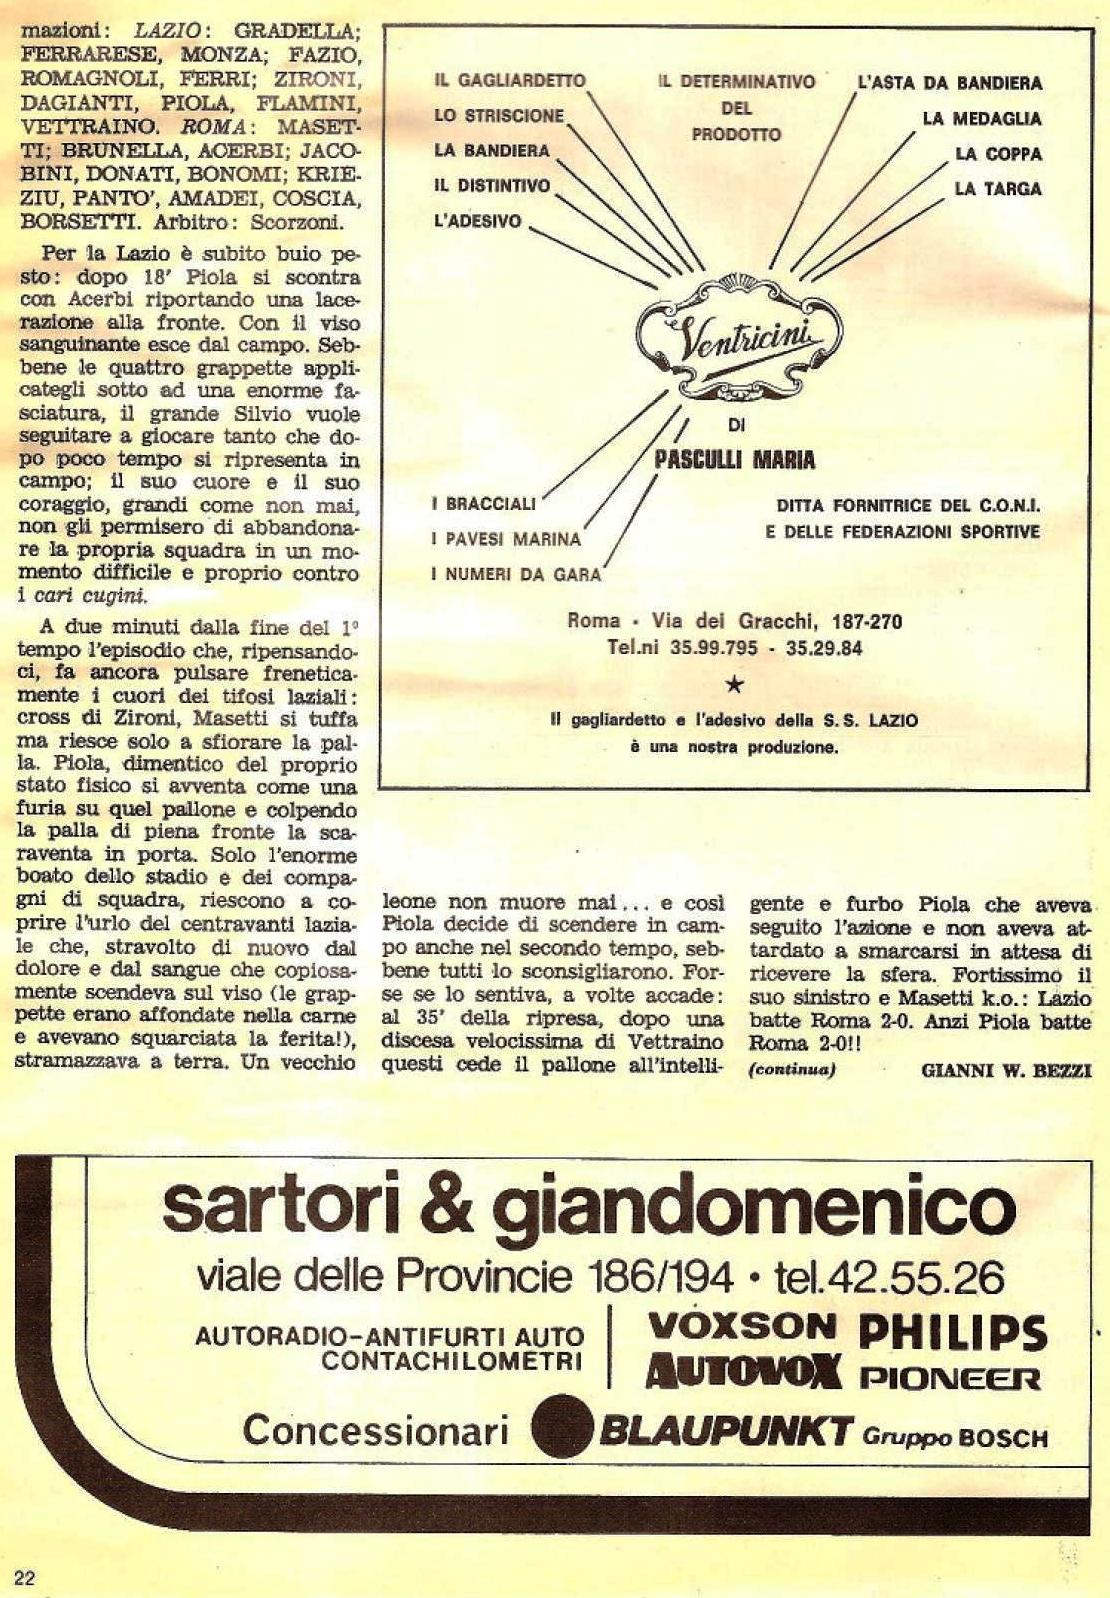 mazioni: LAZIO: GRADELLA;
FERRARESE, MONZA; FAZIO,
ROMAGNOLI, FERRI; ZIRONI,
DAGIANTI, PIOLA, FLAMINI,
VETTRAINO. ROMA: MASET-
TI; BRUNELLA, ACERBI; JACO-
BINI, DONATI, BONOMI; KRIE-
ZIU, PANTO', AMADEI, COSCIA,
BORSETTI. Arbitro: Scorzoni.
Per la Lazio è subito buio pe-
sto: dopo 18' Piola si scontra
con Acerbi riportando una lace-
razione alla fronte. Con il viso
sanguinante esce dal campo. Seb-
bene le quattro grappette appli-
categli sotto ad una enorme fa-
sciatura, il grande Silvio vuole
seguitare a giocare tanto che do-
po poco tempo si ripresenta in
campo; il suo cuore e il suo
coraggio, grandi come non mai,
non gli permisero di abbandona-
re la propria squadra in un mo-
mento difficile e proprio contro
i cari cugini.
A due minuti dalla fine del 1°
tempo l'episodio che, ripensando-
ci, fa ancora pulsare frenetica-
mente i cuori dei tifosi laziali:
cross di Zironi, Masetti si tuffa
ma riesce solo a sfiorare la pal-
la. Piola, dimentico del proprio
stato fisico si avventa come una
furia su quel pallone e colpendo
la palla di piena fronte la sca-
raventa in porta. Solo l'enorme
boato dello stadio e dei compa-
gni di squadra, riescono a co-
prire l'urlo del centravanti lazia-
le che, stravolto di nuovo dal
dolore e dal sangue che copiosa-
mente scendeva sul viso (le grap-
pette erano affondate nella carne
e avevano squarciata la ferita!),
stramazzava a terra. Un vecchio
leone non muore mai... e così
Piola decide di scendere in cam-
po anche nel secondo tempo, seb-
bene tutti lo sconsigliarono. For-
se se lo sentiva, a volte accade:
al 35' della ripresa, dopo una
discesa velocissima di Vettraino
questi cede il pallone all'intelli-
gente e furbo Piola che aveva
seguito l'azione e non aveva at-
tardato a smarcarsi in attesa di
ricevere la sfera. Fortissimo il
suo sinistro e Masetti k.o.: Lazio
batte Roma 2-0. Anzi Piola batte
Roma 2-0!!
(continua) GIANNI W. BEZZI
IL GAGLIARDETTO
LO STRISCIONE
LA BANDIERA
IL DISTINTIVO
L'ADESIVO
IL DETERMINATIVO
DEL
PRODOTTO
L'ASTA DA BANDIERA
LA MEDAGLIA
LA COPPA
LA TARGA
Ventricini
DI
PASCULLI MARIA
I BRACCIALI
I PAVESI MARINA
I NUMERI DA GARA
DITTA FORNITRICE DEL C.O.N.I.
E DELLE FEDERAZIONI SPORTIVE
Roma - Via dei Gracchi, 187-270
Tel.ni 35.99.795 - 35.29.84
★
Il gagliardetto e l'adesivo della S.S. LAZIO
è una nostra produzione.
sartori & giandomenico
viale delle Provincie 186/194 • tel.42.55.26
AUTORADIO-ANTIFURTI AUTO
CONTACHILOMETRI
VOXSON PHILIPS
AUTOVOX PIONEER
Concessionari BLAUPUNKT Gruppo BOSCH
22